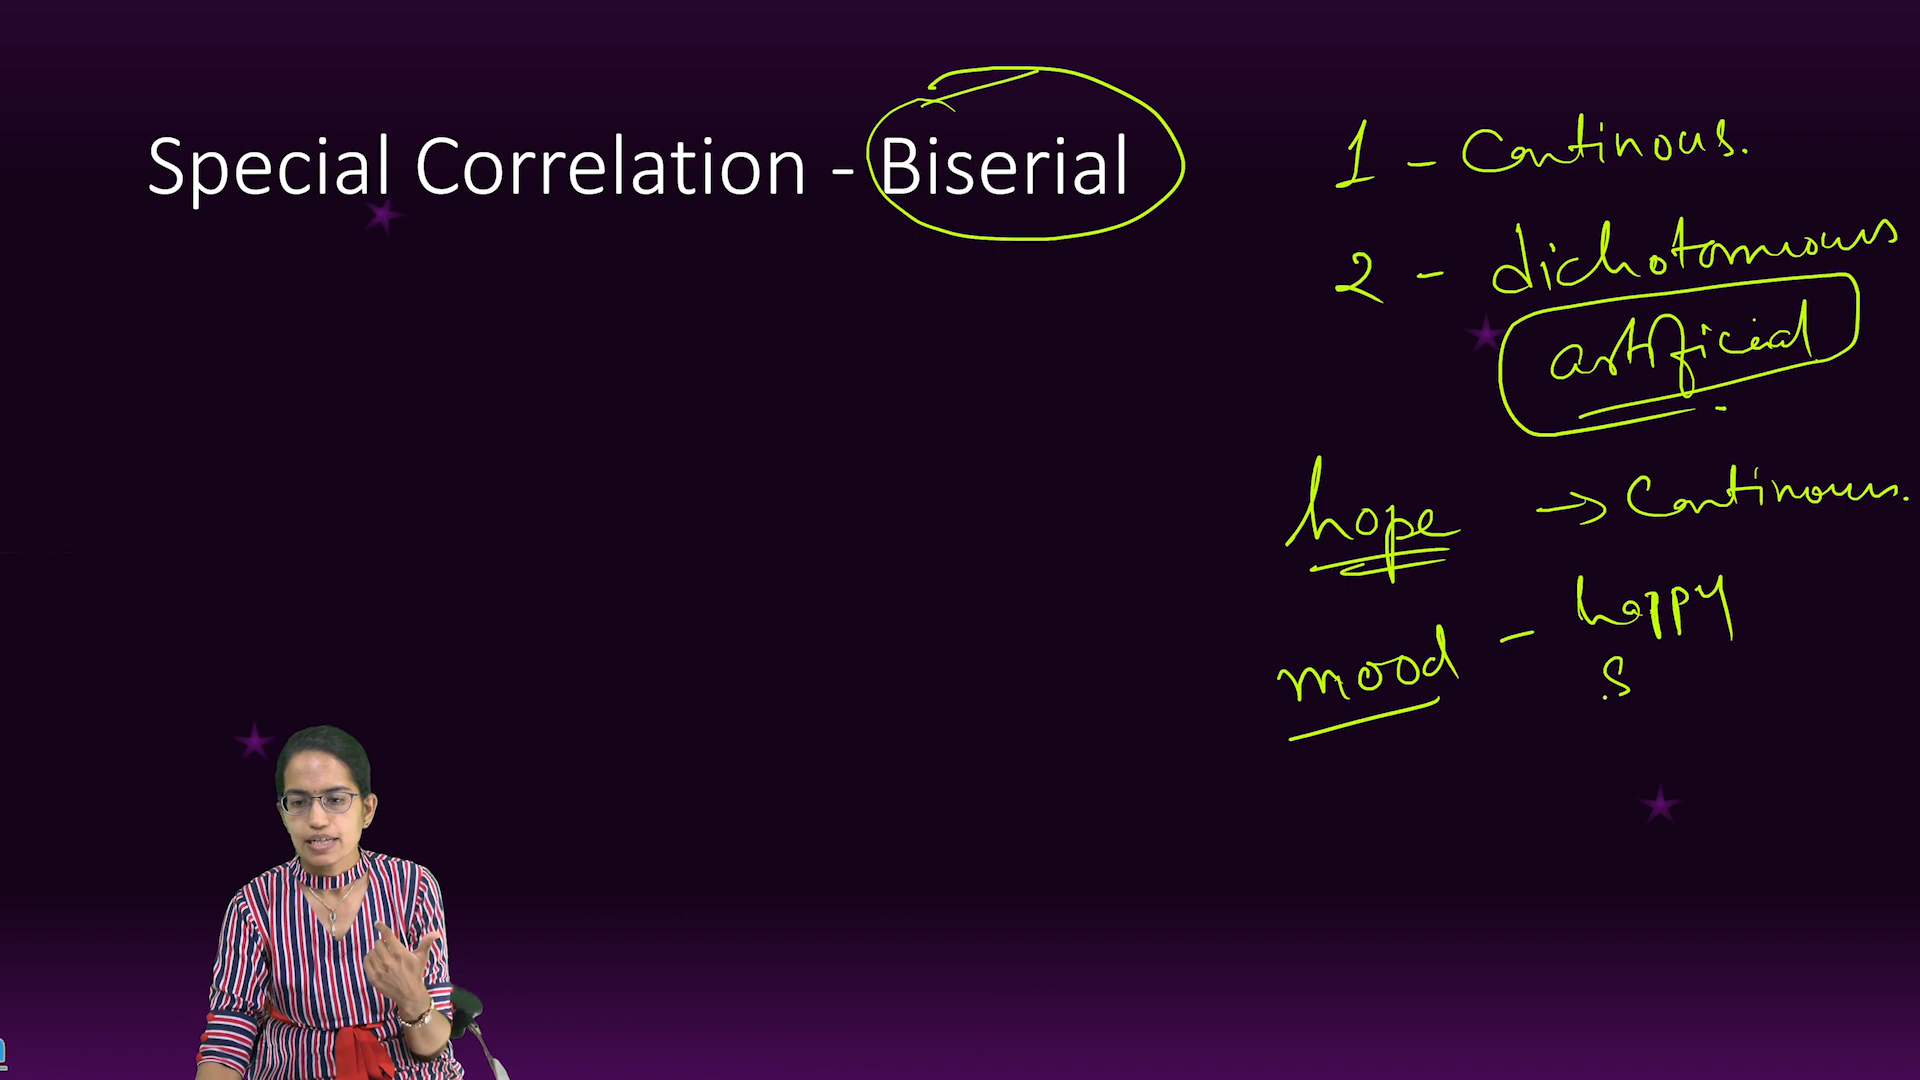 Special Correlation - Biserial
1 - Continous.
2 - dichotomous
artificial
hope → Continous.
mood - happy
s